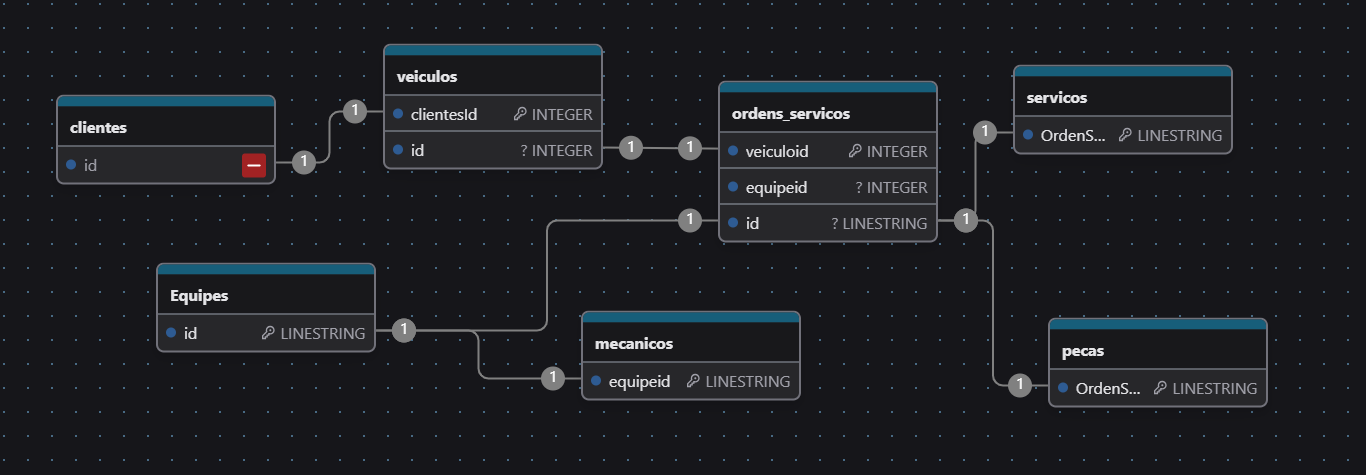 clientes
id
1
veiculos
1
clientesId INTEGER
id ? INTEGER
1
1
ordens_servicos
veiculoid INTEGER
equipeid ? INTEGER
id ? LINESTRING
1
1
servicos
1
OrdenS... LINESTRING
Equipes
id LINESTRING
1
mecanicos
1
equipeid LINESTRING
pecas
1
OrdenS... LINESTRING